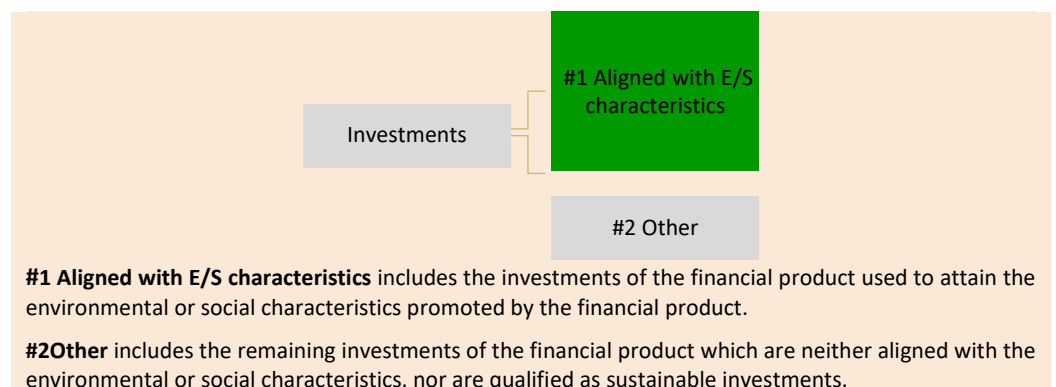 #1 Aligned with E/S
characteristics
Investments
#2 Other
#1 Aligned with E/S characteristics includes the investments of the financial product used to attain the
environmental or social characteristics promoted by the financial product.
#2Other includes the remaining investments of the financial product which are neither aligned with the
environmental or social characteristics, nor are qualified as sustainable investments.